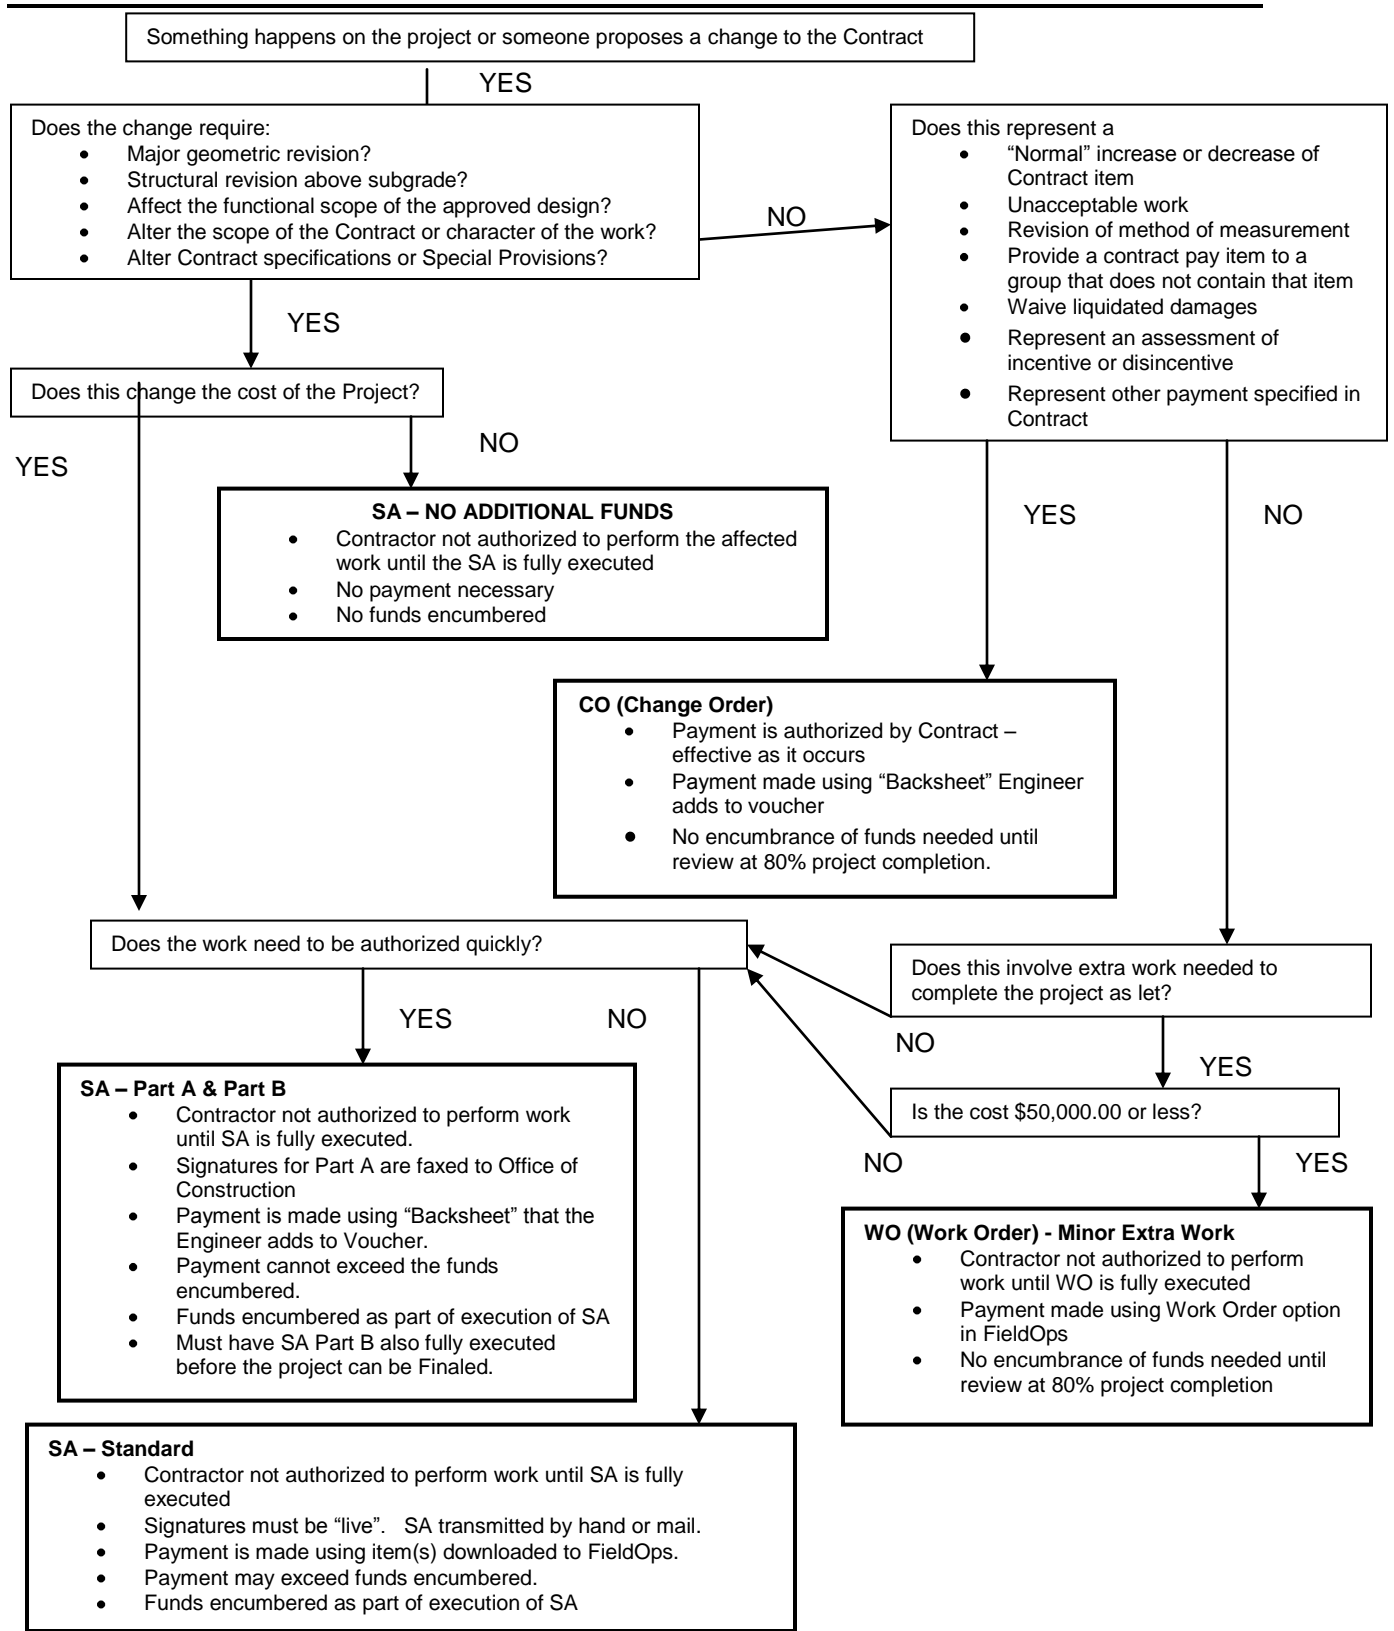 Something happens on the project or someone proposes a change to the Contract
YES
Does the change require:
• Major geometric revision?
• Structural revision above subgrade?
• Affect the functional scope of the approved design?
• Alter the scope of the Contract or character of the work?
• Alter Contract specifications or Special Provisions?
NO
Does this represent a
• “Normal” increase or decrease of
Contract item
• Unacceptable work
• Revision of method of measurement
• Provide a contract pay item to a
group that does not contain that item
• Waive liquidated damages
• Represent an assessment of
incentive or disincentive
• Represent other payment specified in
Contract
YES
Does this change the cost of the Project?
YES
NO
SA – NO ADDITIONAL FUNDS
• Contractor not authorized to perform the affected
work until the SA is fully executed
• No payment necessary
• No funds encumbered
YES
NO
CO (Change Order)
• Payment is authorized by Contract –
effective as it occurs
• Payment made using “Backsheet” Engineer
adds to voucher
• No encumbrance of funds needed until
review at 80% project completion.
Does the work need to be authorized quickly?
YES
NO
Does this involve extra work needed to
complete the project as let?
NO
YES
Is the cost $50,000.00 or less?
NO
YES
SA – Part A & Part B
• Contractor not authorized to perform work
until SA is fully executed.
• Signatures for Part A are faxed to Office of
Construction
• Payment is made using “Backsheet” that the
Engineer adds to Voucher.
• Payment cannot exceed the funds
encumbered.
• Funds encumbered as part of execution of SA
• Must have SA Part B also fully executed
before the project can be Finaled.
WO (Work Order) - Minor Extra Work
• Contractor not authorized to perform
work until WO is fully executed
• Payment made using Work Order option
in FieldOps
• No encumbrance of funds needed until
review at 80% project completion
SA – Standard
• Contractor not authorized to perform work until SA is fully
executed
• Signatures must be “live”. SA transmitted by hand or mail.
• Payment is made using item(s) downloaded to FieldOps.
• Payment may exceed funds encumbered.
• Funds encumbered as part of execution of SA